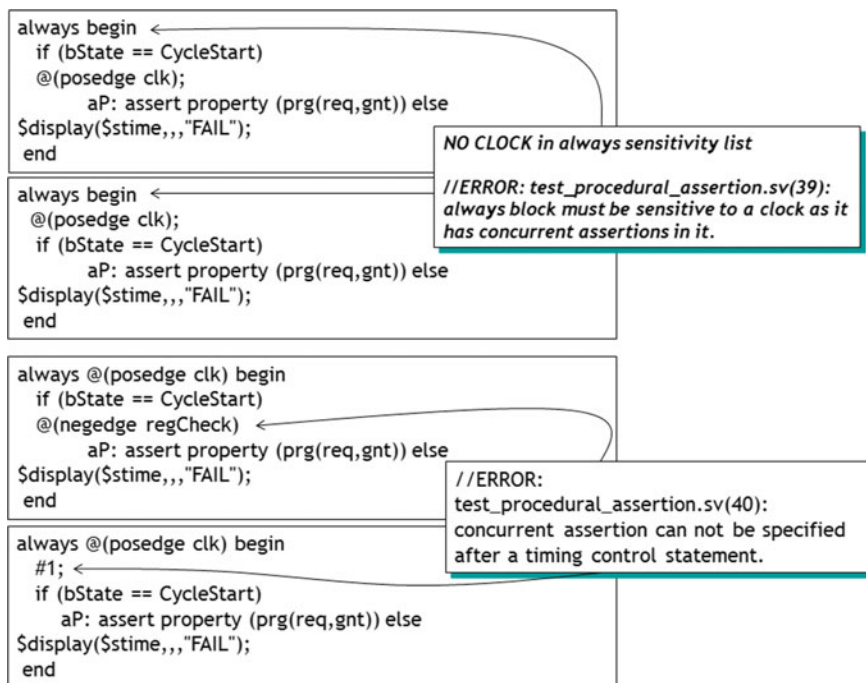 always begin
if (bState == CycleStart)
@(posedge clk);
aP: assert property (prg(req,gnt)) else
$display($stime,,,"FAIL");
end
NO CLOCK in always sensitivity list
//ERROR: test_procedural_assertion.sv(39):
always block must be sensitive to a clock as it
has concurrent assertions in it.
always begin
@(posedge clk);
if (bState == CycleStart)
aP: assert property (prg(req,gnt)) else
$display($stime,,,"FAIL");
end
always @(posedge clk) begin
if (bState == CycleStart)
@(negedge regCheck)
aP: assert property (prg(req,gnt)) else
$display($stime,,,"FAIL");
end
//ERROR:
test_procedural_assertion.sv(40):
concurrent assertion can not be specified
after a timing control statement.
always @(posedge clk) begin
#1;
if (bState == CycleStart)
aP: assert property (prg(req,gnt)) else
$display($stime,,,"FAIL");
end